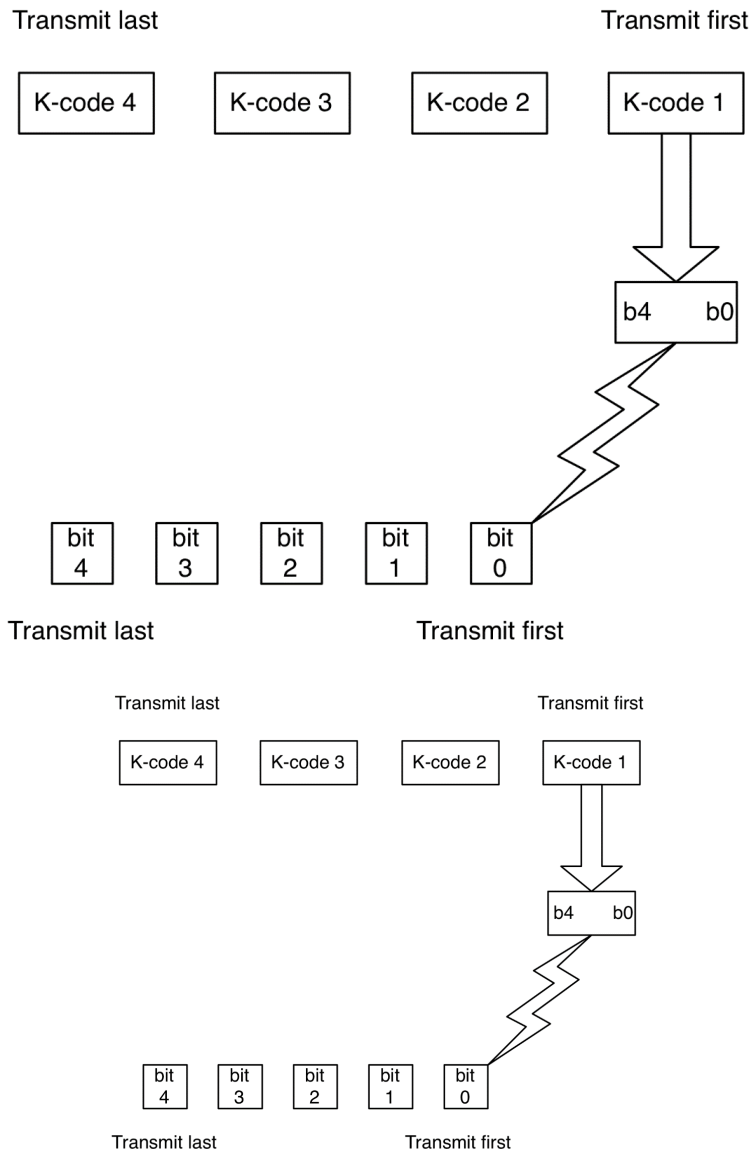 Transmit last Transmit first
K-code 4 K-code 3 K-code 2 K-code 1
b4 b0
bit bit bit bit bit
4 3 2 1 0
Transmit last Transmit first
Transmit last Transmit first
K-code 4 K-code 3 K-code 2 K-code 1
b4 b0
bit bit bit bit bit
4 3 2 1 0
Transmit last Transmit first